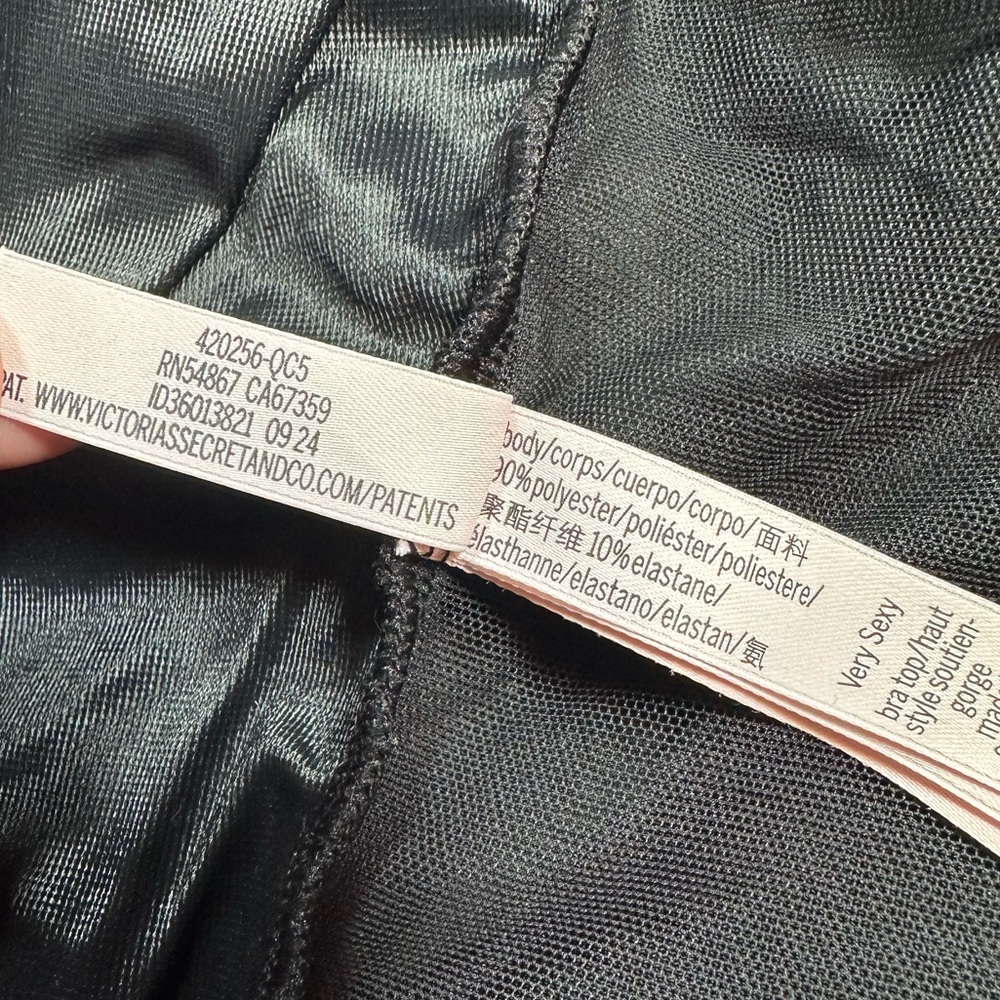 420256-QC5
RN54867 CA67359
ID36013821 09 24
PAT. WWW.VICTORIASSECRETANDCO.COM/PATENTS
body/corps/cuerpo/corpo/面料
90%polyester/poliéster/poliestere/
聚酯纤维 10%elastane/
élasthanne/elastano/elastan/氨
Very Sexy
bra top/haut
style soutien-
gorge